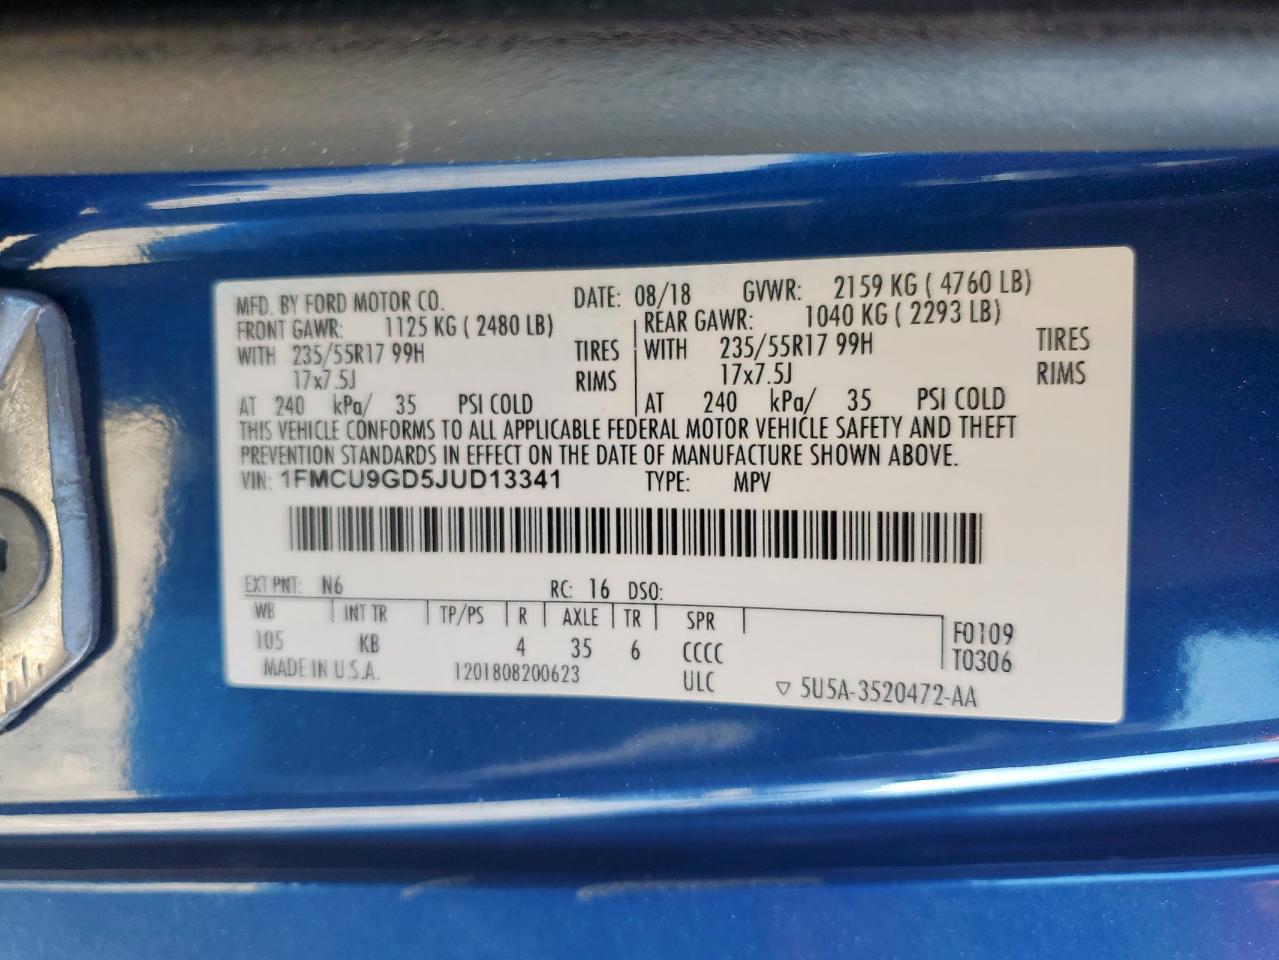 MFD. BY FORD MOTOR CO. DATE: 08/18 GVWR: 2159 KG ( 4760 LB)
FRONT GAWR: 1125 KG ( 2480 LB) REAR GAWR: 1040 KG ( 2293 LB)
WITH 235/55R17 99H TIRES WITH 235/55R17 99H TIRES
17x7.5J RIMS 17x7.5J RIMS
AT 240 kPa/ 35 PSI COLD AT 240 kPa/ 35 PSI COLD
THIS VEHICLE CONFORMS TO ALL APPLICABLE FEDERAL MOTOR VEHICLE SAFETY AND THEFT
PREVENTION STANDARDS IN EFFECT ON THE DATE OF MANUFACTURE SHOWN ABOVE.
VIN: 1FMCU9GD5JUD13341 TYPE: MPV
EXT PNT: N6 RC: 16 DSO:
WB INT TR TP/PS R AXLE TR SPR
105 KB 4 35 6 CCCC F0109
T0306
MADE IN U.S.A. 1201808200623 ULC ▽ 5U5A-3520472-AA